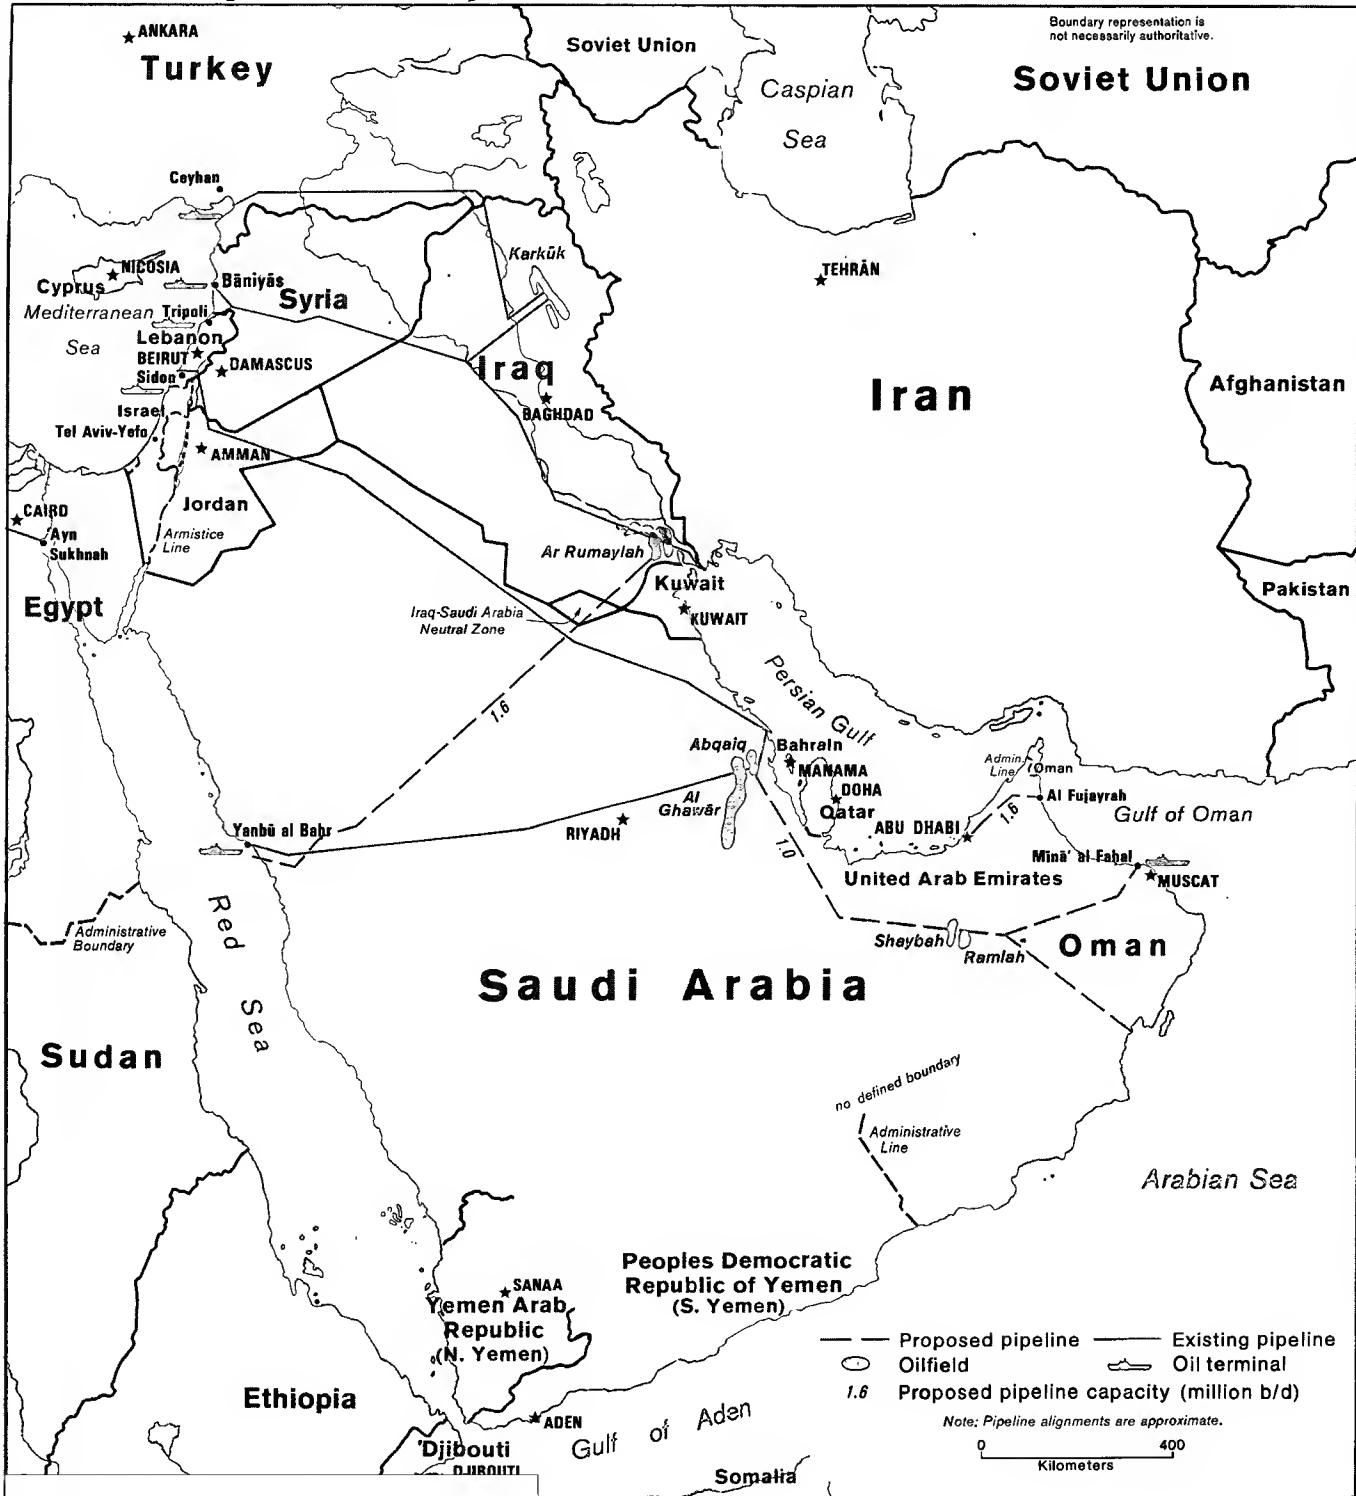 Boundary representation is
not necessarily authoritative.
ANKARA
Turkey
Soviet Union
Soviet Union
Caspian
Sea
Ceyhan
Karkūk
NICOSIA
Cyprus
Bāniyās
TEHRĀN
Mediterranean
Sea
Tripoli
Syria
Lebanon
BEIRUT
DAMASCUS
Sidon
Iraq
Iran
Afghanistan
Israel
BAGHDAD
Tel Aviv-Yefo
AMMAN
Jordan
CAIRD
Ayn
Sukhnah
Armistice
Line
Ar Rumaylah
Kuwait
KUWAIT
Pakistan
Egypt
Iraq-Saudi Arabia
Neutral Zone
Persian Gulf
1.6
Abqaiq
Bahrain
MANAMA
DOHA
Qatar
Al
Ghawār
Admin.
Line
Oman
Al Fujayrah
1.6
Gulf of Oman
Yanbū al Bahr
RIYADH
1.0
ABU DHABI
Mīnā' al Fahal
MUSCAT
United Arab Emirates
Administrative
Boundary
Red Sea
Shaybah
Ramlah
Oman
Saudi Arabia
Sudan
no defined boundary
Administrative
Line
Arabian Sea
Peoples Democratic
Republic of Yemen
(S. Yemen)
SANAA
Yemen Arab
Republic
(N. Yemen)
Ethiopia
ADEN
Gulf of Aden
'Djibouti
DJIBOUTI
Somalia
Proposed pipeline
Existing pipeline
Oilfield
Oil terminal
1.6 Proposed pipeline capacity (million b/d)
Note: Pipeline alignments are approximate.
0 400
Kilometers